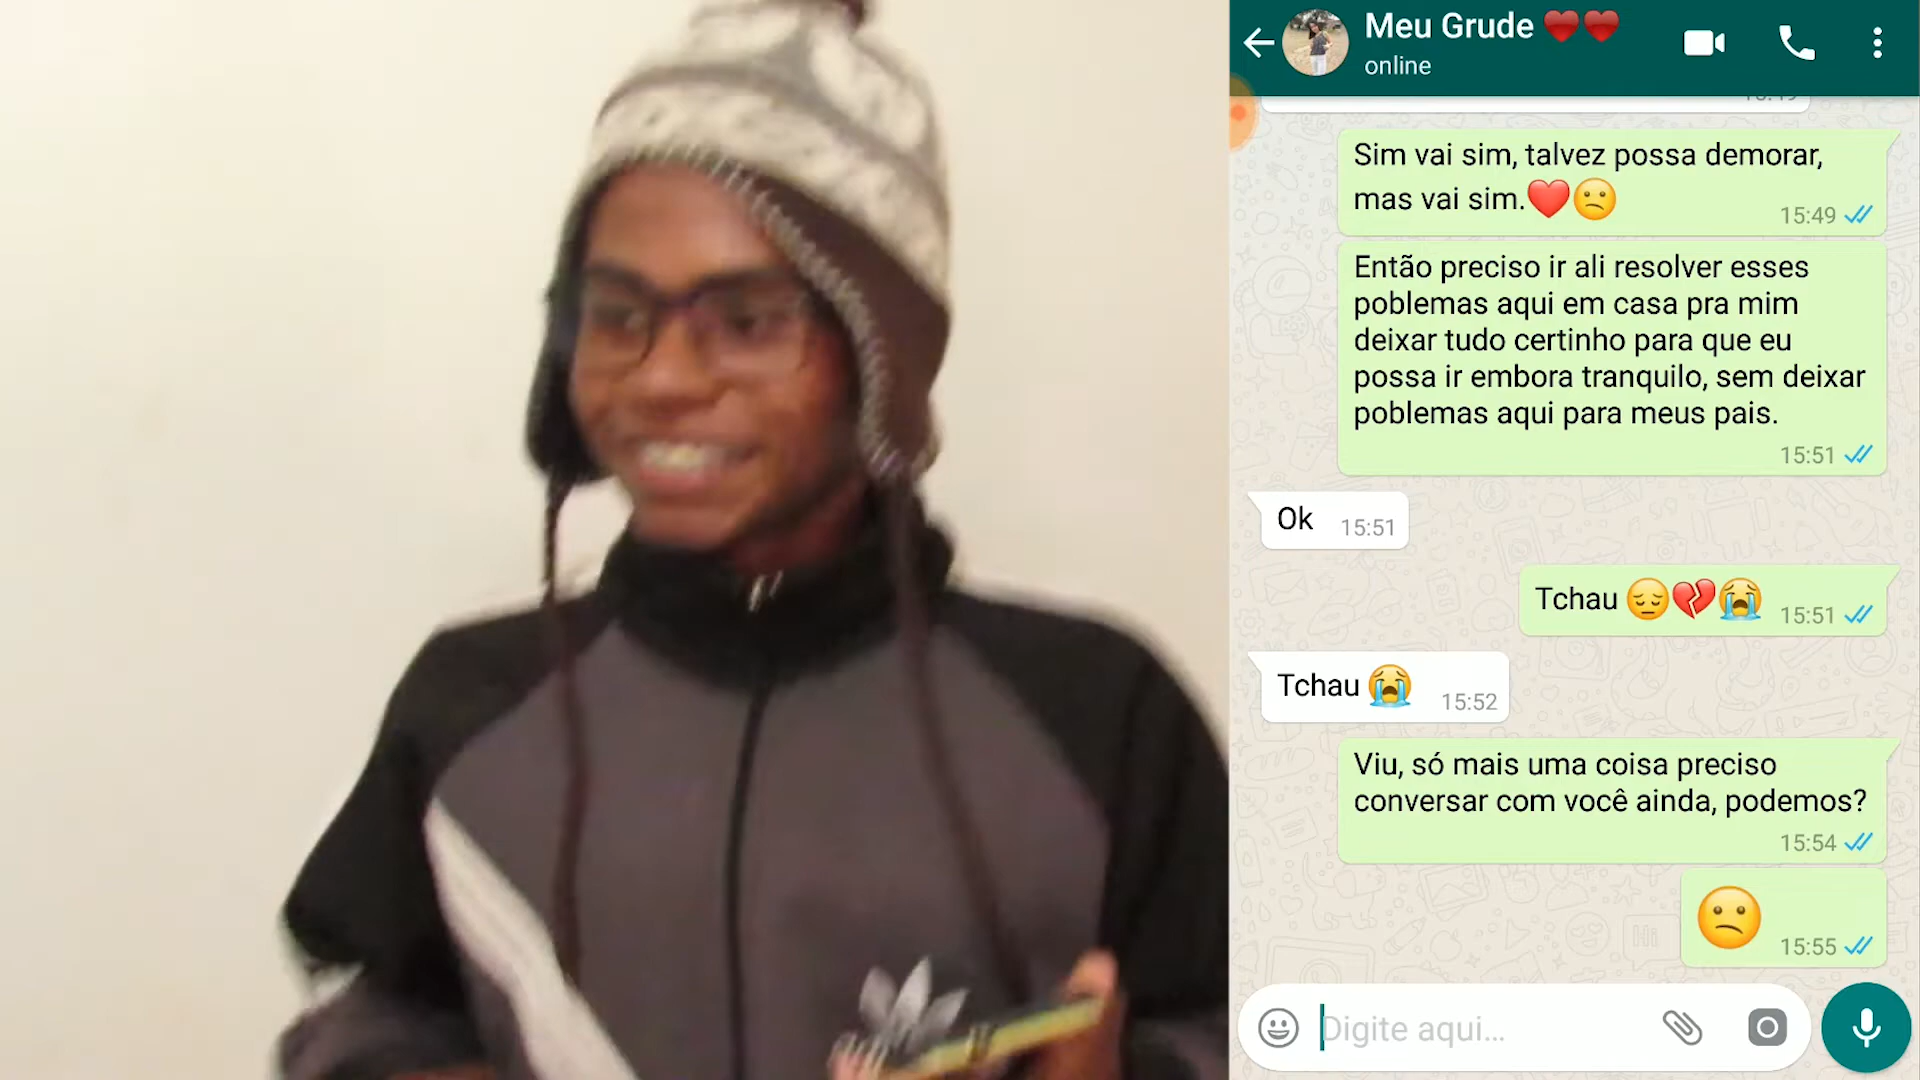 Meu Grude ❤️❤️
online
Sim vai sim, talvez possa demorar,
mas vai sim.❤️😕
15:49
Então preciso ir ali resolver esses
poblemas aqui em casa pra mim
deixar tudo certinho para que eu
possa ir embora tranquilo, sem deixar
poblemas aqui para meus pais.
15:51
Ok 15:51
Tchau 😔💔😭 15:51
Tchau 😭 15:52
Viu, só mais uma coisa preciso
conversar com você ainda, podemos?
15:54
😕 15:55
Digite aqui...